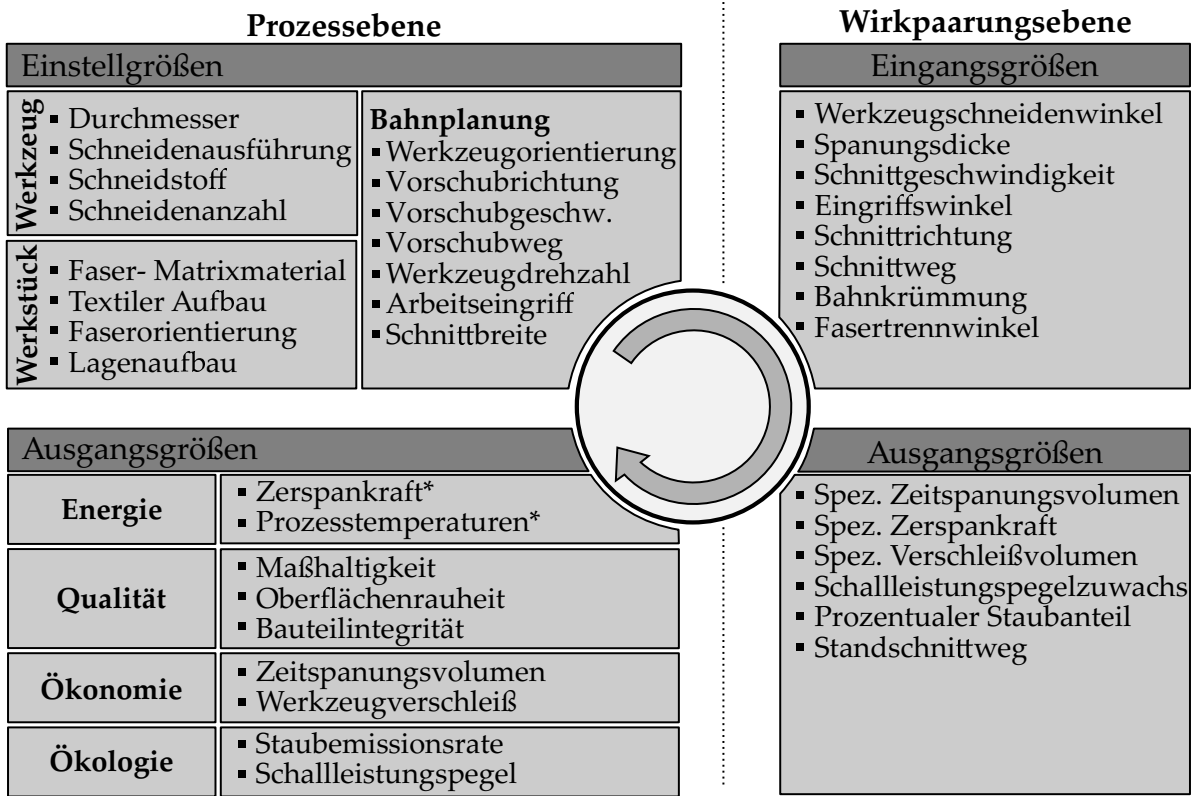 Prozessebene
Einstellgrößen
Werkzeug
▪ Durchmesser
▪ Schneidenausführung
▪ Schneidstoff
▪ Schneidenanzahl
Werkstück
▪ Faser- Matrixmaterial
▪ Textiler Aufbau
▪ Faserorientierung
▪ Lagenaufbau
Bahnplanung
▪ Werkzeugorientierung
▪ Vorschubrichtung
▪ Vorschubgeschw.
▪ Vorschubweg
▪ Werkzeugdrehzahl
▪ Arbeitseingriff
▪ Schnittbreite
Ausgangsgrößen
Energie
▪ Zerspankraft*
▪ Prozesstemperaturen*
Qualität
▪ Maßhaltigkeit
▪ Oberflächenrauheit
▪ Bauteilintegrität
Ökonomie
▪ Zeitspanungsvolumen
▪ Werkzeugverschleiß
Ökologie
▪ Staubemissionsrate
▪ Schallleistungspegel
Wirkpaarungsebene
Eingangsgrößen
▪ Werkzeugschneidenwinkel
▪ Spanungsdicke
▪ Schnittgeschwindigkeit
▪ Eingriffswinkel
▪ Schnittrichtung
▪ Schnittweg
▪ Bahnkrümmung
▪ Fasertrennwinkel
Ausgangsgrößen
▪ Spez. Zeitspanungsvolumen
▪ Spez. Zerspankraft
▪ Spez. Verschleißvolumen
▪ Schallleistungspegelzuwachs
▪ Prozentualer Staubanteil
▪ Standschnittweg